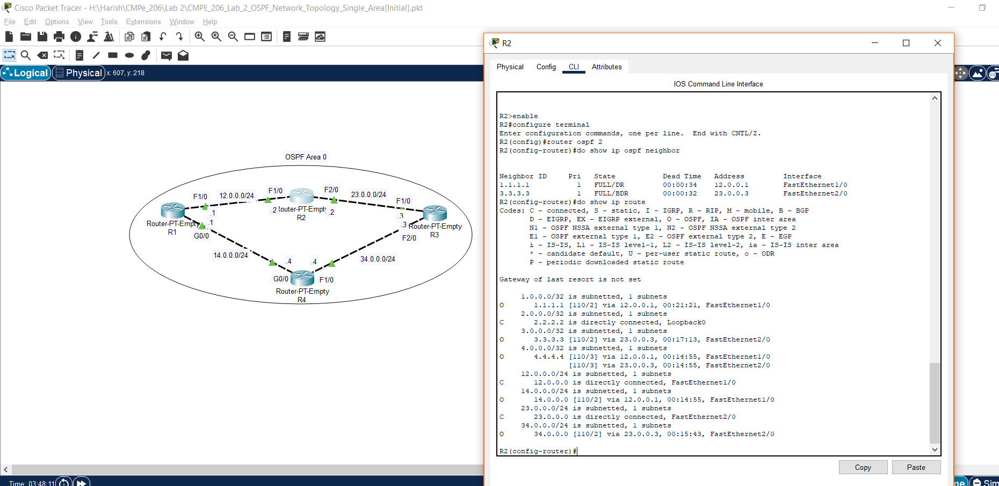 Cisco Packet Tracer - H:\Harish\CMPe_206\Lab 2\CMPE_206_Lab_2_OSPF_Network_Topology_Single_Area[Initial].pkt
File Edit Options View Tools Extensions Window Help
Logical Physical x: 607, y: 218
OSPF Area 0
F1/0 12.0.0.0/24 F1/0 F2/0 23.0.0.0/24 F1/0
.1 .2 Router-PT-Empty .2 .3
R2
Router-PT-Empty .1 .3 Router-PT-Empty
R1 R3
G0/0 F2/0
14.0.0.0/24 34.0.0.0/24
.4 .4
G0/0 F1/0
Router-PT-Empty
R4
Time: 03:48:11
R2
Physical Config CLI Attributes
IOS Command Line Interface
R2>enable
R2#configure terminal
Enter configuration commands, one per line.  End with CNTL/Z.
R2(config)#router ospf 2
R2(config-router)#do show ip ospf neighbor
Neighbor ID     Pri   State           Dead Time   Address         Interface
1.1.1.1           1   FULL/DR         00:00:34    12.0.0.1        FastEthernet1/0
3.3.3.3           1   FULL/BDR        00:00:32    23.0.0.3        FastEthernet2/0
R2(config-router)#do show ip route
Codes: C - connected, S - static, I - IGRP, R - RIP, M - mobile, B - BGP
D - EIGRP, EX - EIGRP external, O - OSPF, IA - OSPF inter area
N1 - OSPF NSSA external type 1, N2 - OSPF NSSA external type 2
E1 - OSPF external type 1, E2 - OSPF external type 2, E - EGP
i - IS-IS, L1 - IS-IS level-1, L2 - IS-IS level-2, ia - IS-IS inter area
* - candidate default, U - per-user static route, o - ODR
P - periodic downloaded static route
Gateway of last resort is not set
1.0.0.0/32 is subnetted, 1 subnets
O 1.1.1.1 [110/2] via 12.0.0.1, 00:21:21, FastEthernet1/0
2.0.0.0/32 is subnetted, 1 subnets
C 2.2.2.2 is directly connected, Loopback0
3.0.0.0/32 is subnetted, 1 subnets
O 3.3.3.3 [110/2] via 23.0.0.3, 00:17:13, FastEthernet2/0
4.0.0.0/32 is subnetted, 1 subnets
O 4.4.4.4 [110/3] via 12.0.0.1, 00:14:55, FastEthernet1/0
[110/3] via 23.0.0.3, 00:14:55, FastEthernet2/0
12.0.0.0/24 is subnetted, 1 subnets
C 12.0.0.0 is directly connected, FastEthernet1/0
14.0.0.0/24 is subnetted, 1 subnets
O 14.0.0.0 [110/2] via 12.0.0.1, 00:14:55, FastEthernet1/0
23.0.0.0/24 is subnetted, 1 subnets
C 23.0.0.0 is directly connected, FastEthernet2/0
34.0.0.0/24 is subnetted, 1 subnets
O 34.0.0.0 [110/2] via 23.0.0.3, 00:15:43, FastEthernet2/0
R2(config-router)#
Copy Paste